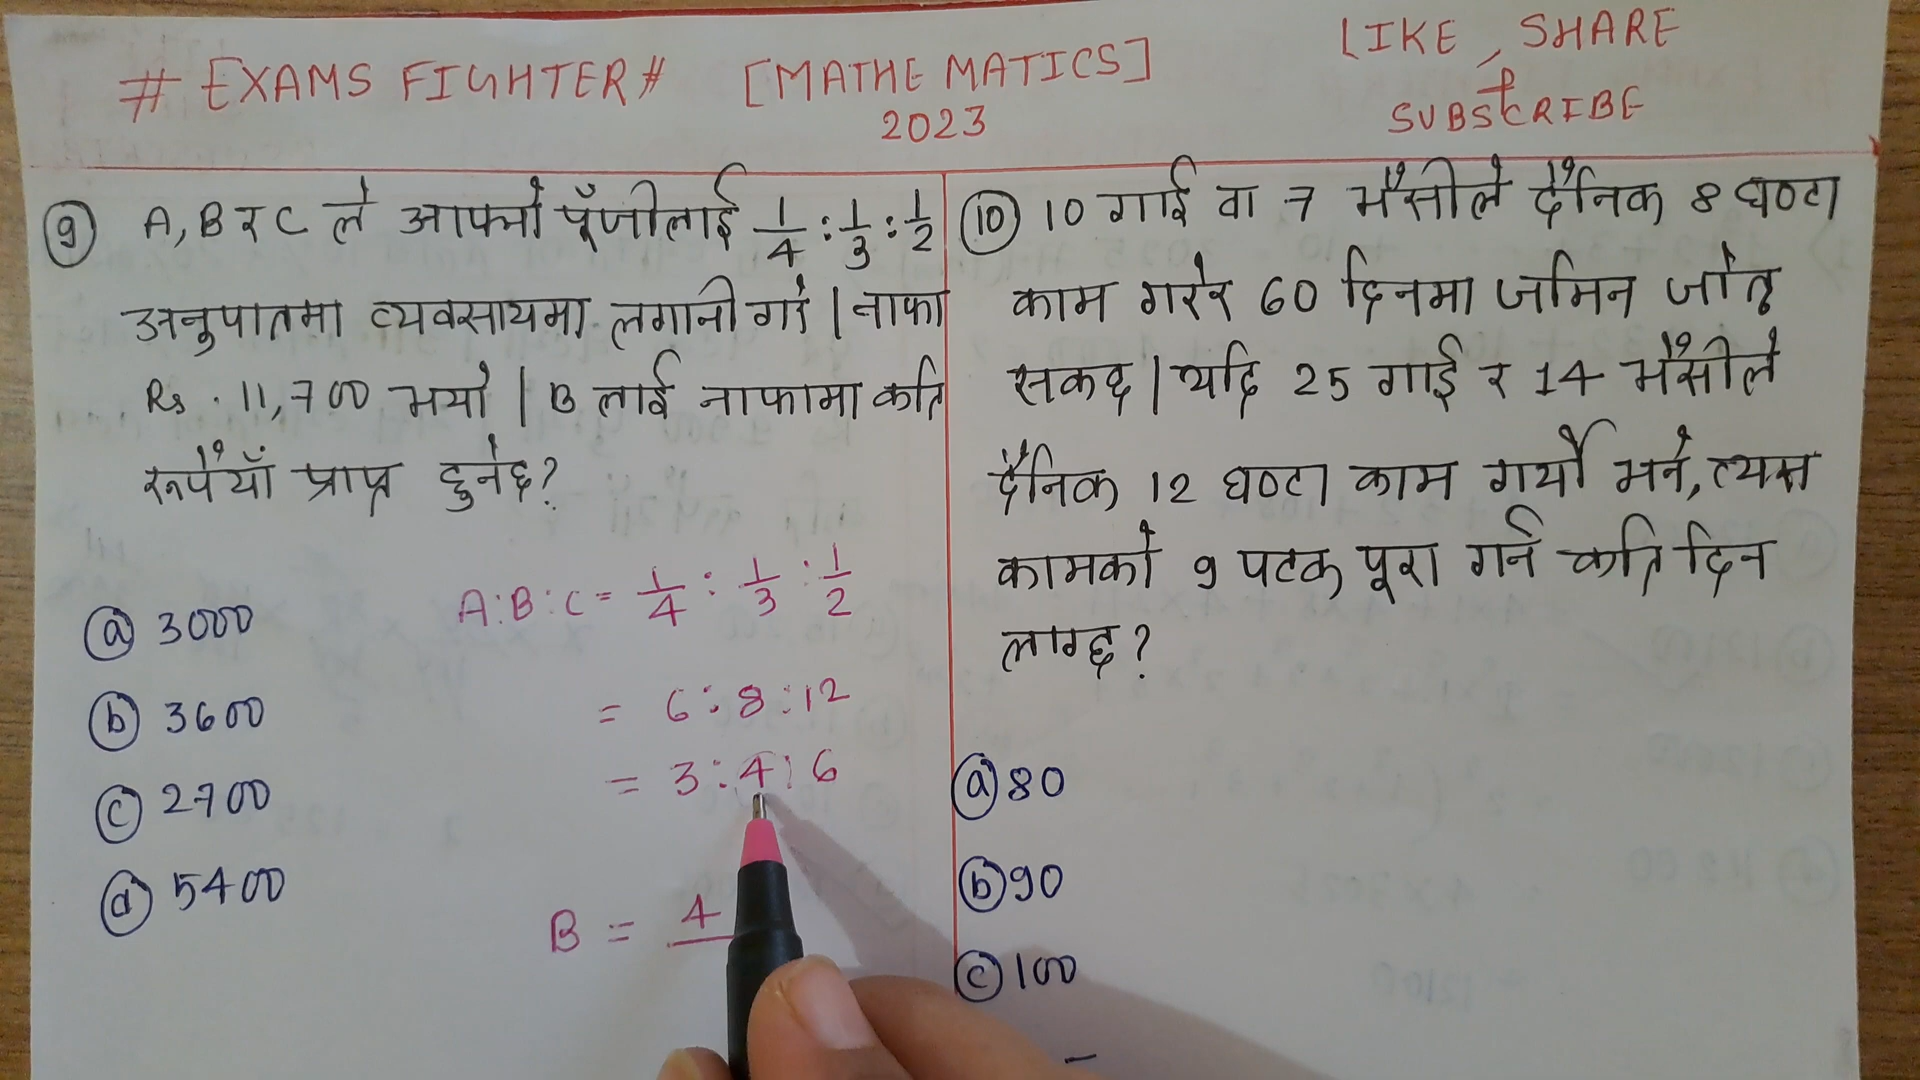 # EXAMS FIGHTER# [MATHEMATICS]
2023
LIKE, SHARE
&
SUBSCRIBE
⑨ A, B र C ले आफ्नो पूँजीलाई 1/4 : 1/3 : 1/2
अनुपातमा व्यवसायमा लगानी गरे | नाफा
Rs. 11,700 भयो | B लाई नाफामा कति
रूपैयाँ प्राप्त हुनेछ?
ⓐ 3000
ⓑ 3600
ⓒ 2700
ⓓ 5400
A:B:C = 1/4 : 1/3 : 1/2
= 6:8:12
= 3:4:6
B = 4
⑩ 10 गाई वा 7 भैंसीले दैनिक 8 घण्टा
काम गरेर 60 दिनमा जमिन जोत्न
सकछ | यदि 25 गाई र 14 भैंसीले
दैनिक 12 घण्टा काम गर्यो भने, त्यस
कामको 9 पटक पूरा गर्न कति दिन
लाग्छ?
ⓐ 80
ⓑ 90
ⓒ 100